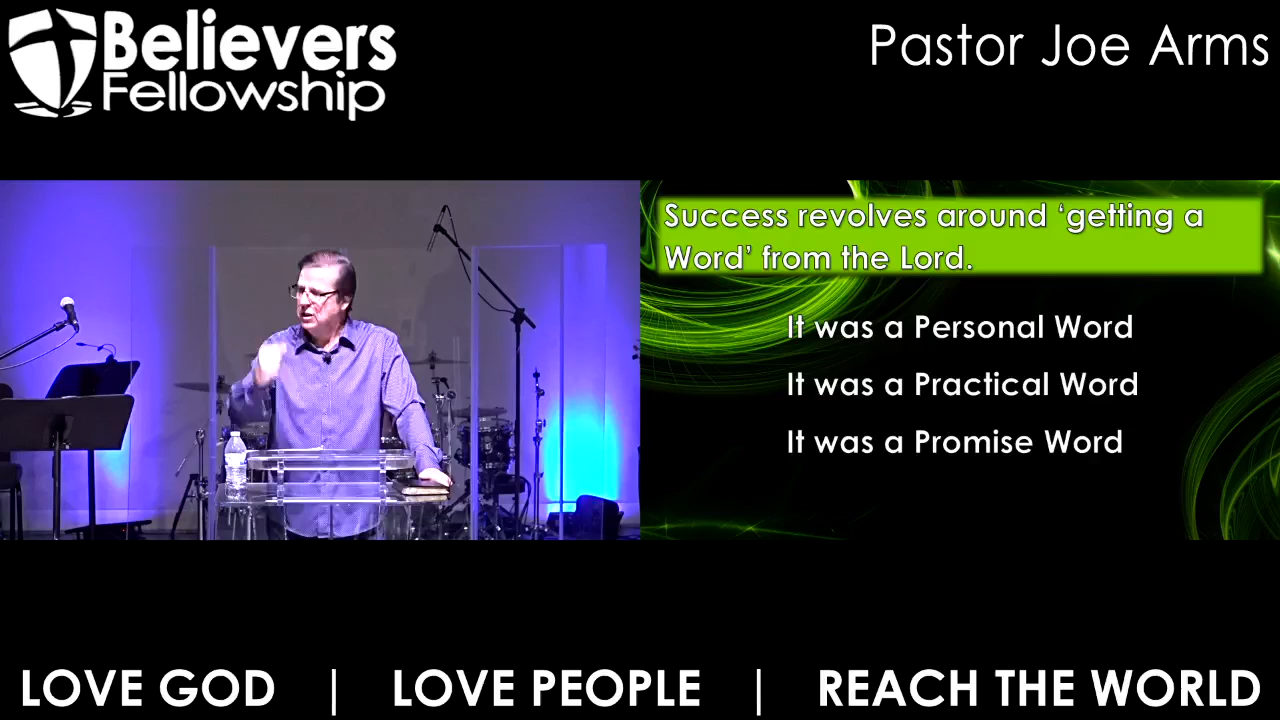 Believers
Fellowship
Pastor Joe Arms
Success revolves around ‘getting a
Word’ from the Lord.
It was a Personal Word
It was a Practical Word
It was a Promise Word
LOVE GOD | LOVE PEOPLE | REACH THE WORLD